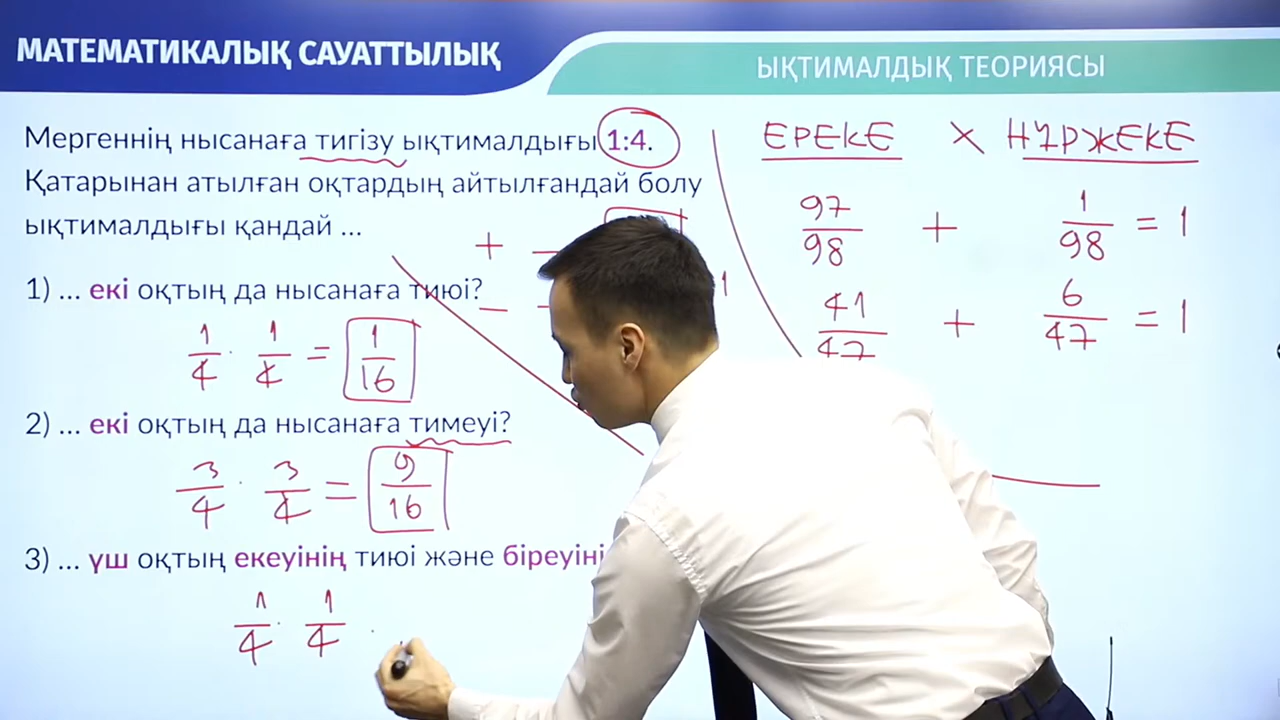 МАТЕМАТИКАЛЫҚ САУАТТЫЛЫҚ
ЫҚТИМАЛДЫҚ ТЕОРИЯСЫ
Мергеннің нысанаға тигізу ықтималдығы 1:4.
Қатарынан атылған оқтардың айтылғандай болу
ықтималдығы қандай ...
+ –
1) ... екі оқтың да нысанаға тиюі?
–
1
1/4 · 1/4 = 1/16
2) ... екі оқтың да нысанаға тимеуі?
3/4 · 3/4 = 9/16
3) ... үш оқтың екеуінің тиюі және
1/4 · 1/4 ·
ЕРЕКЕ × НҰРЖЕКЕ
97/98 + 1/98 = 1
41/47 + 6/47 = 1